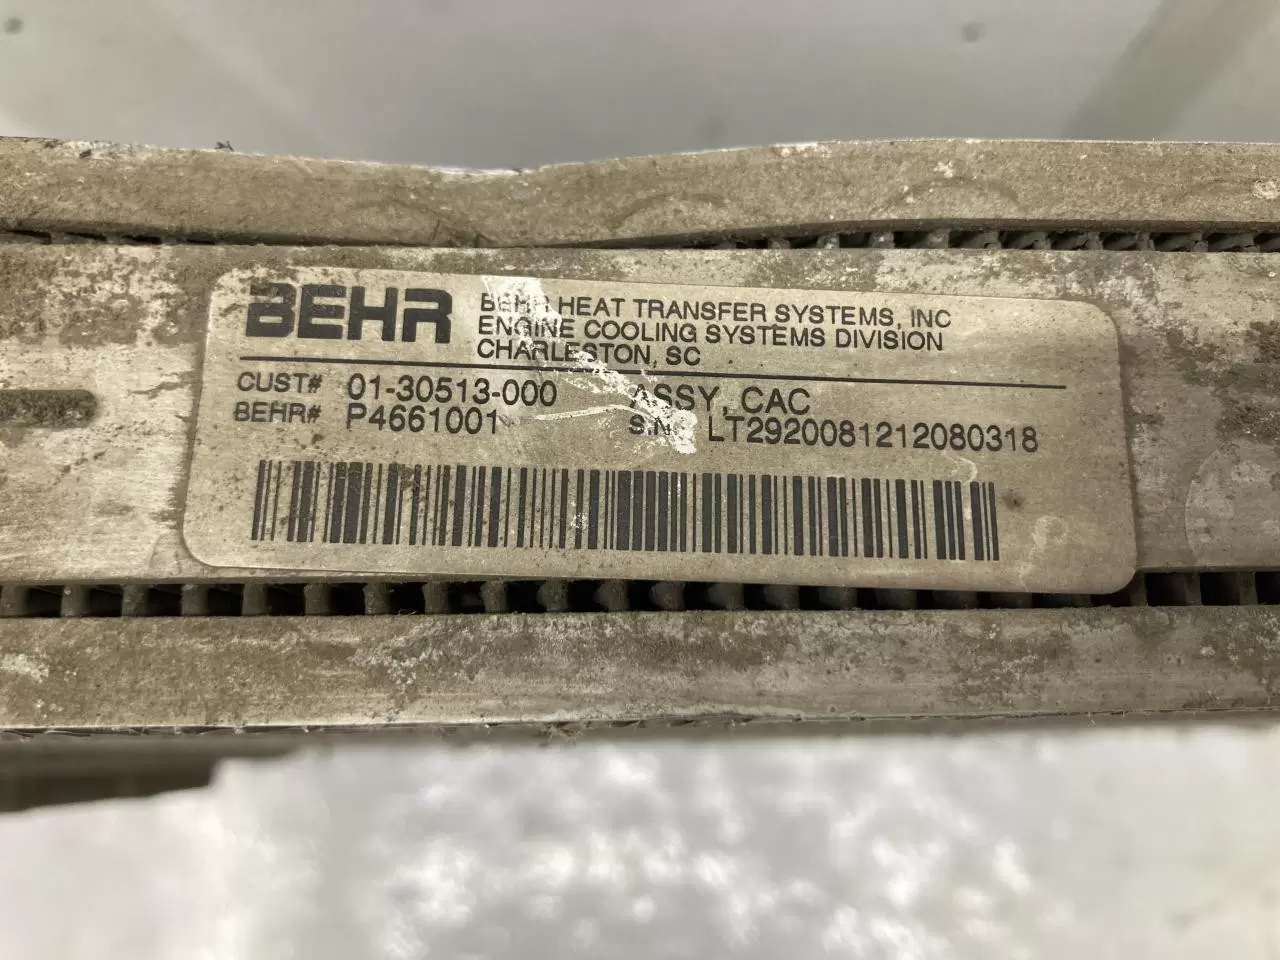 BEHR
BEHR HEAT TRANSFER SYSTEMS, INC
ENGINE COOLING SYSTEMS DIVISION
CHARLESTON, SC
CUST# 01-30513-000 ASSY, CAC
BEHR# P4661001 S.N. LT2920081212080318